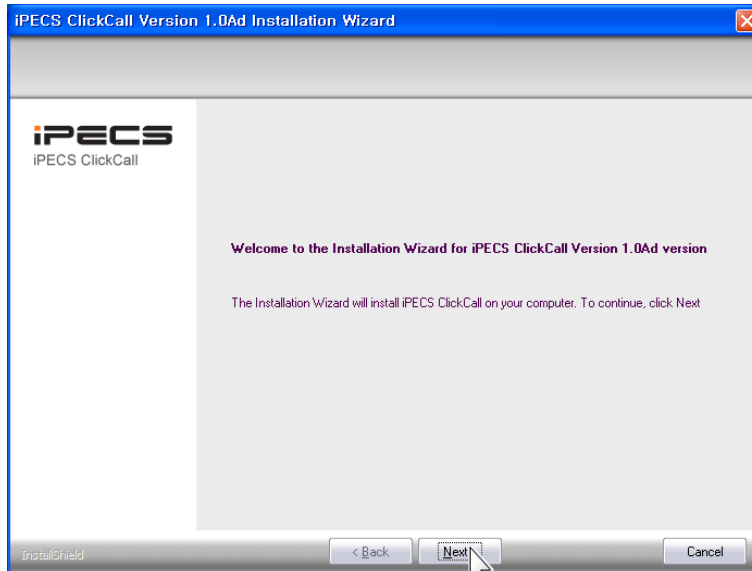 iPECS ClickCall Version 1.0Ad Installation Wizard
iPECS
iPECS ClickCall
Welcome to the Installation Wizard for iPECS ClickCall Version 1.0Ad version
The Installation Wizard will install iPECS ClickCall on your computer. To continue, click Next
InstallShield
< Back
Next
Cancel